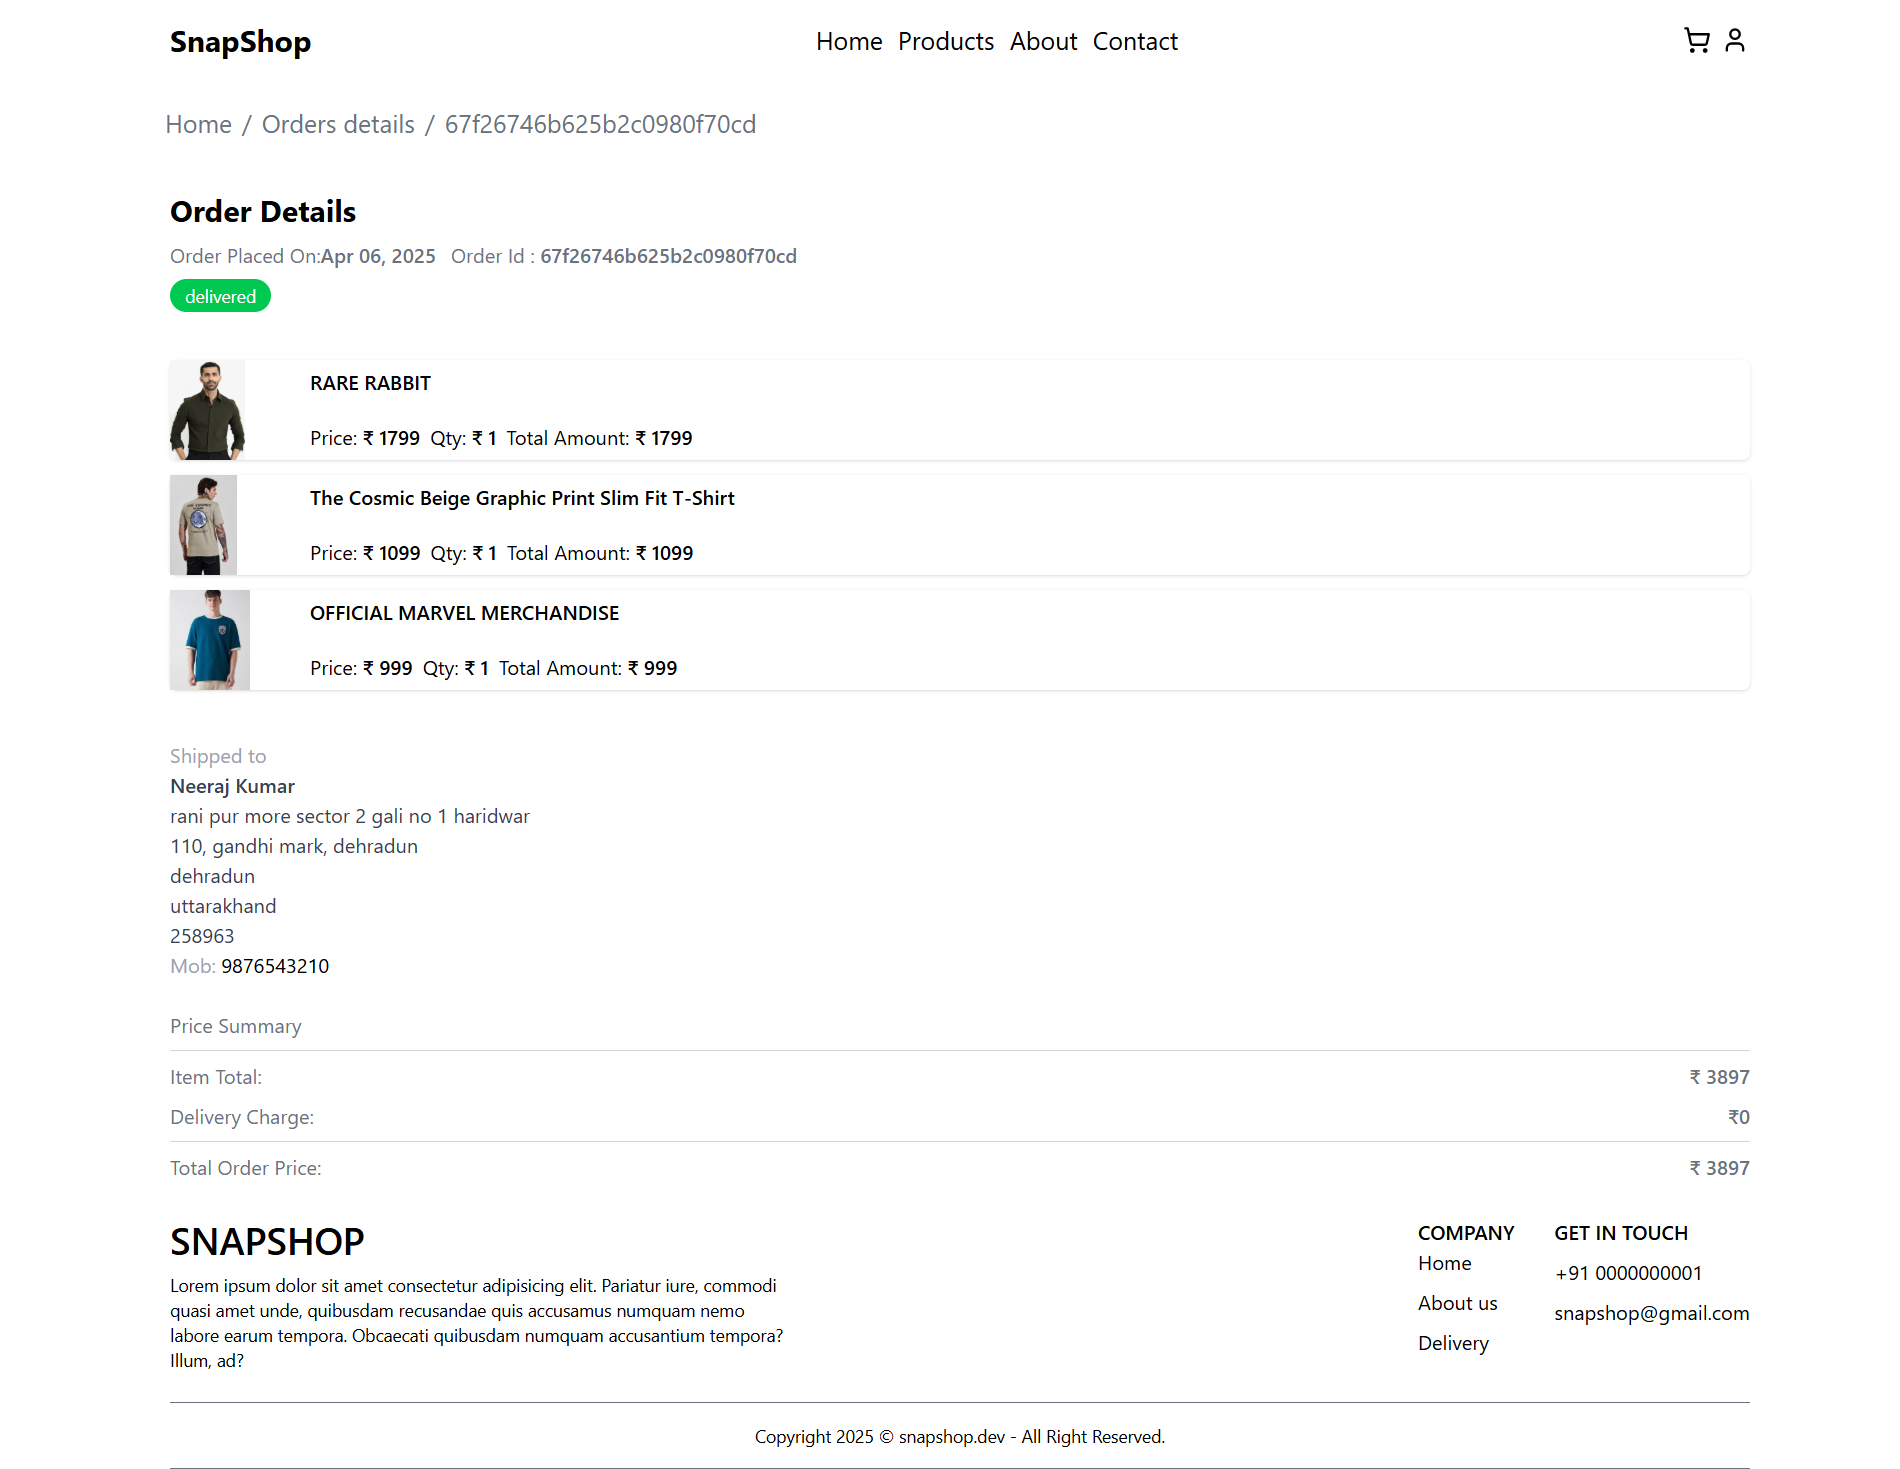 SnapShop
Home Products About Contact
Home / Orders details / 67f26746b625b2c0980f70cd
Order Details
Order Placed On:Apr 06, 2025 Order Id : 67f26746b625b2c0980f70cd
delivered
RARE RABBIT
Price: ₹ 1799 Qty: ₹ 1 Total Amount: ₹ 1799
The Cosmic Beige Graphic Print Slim Fit T-Shirt
Price: ₹ 1099 Qty: ₹ 1 Total Amount: ₹ 1099
OFFICIAL MARVEL MERCHANDISE
Price: ₹ 999 Qty: ₹ 1 Total Amount: ₹ 999
Shipped to
Neeraj Kumar
rani pur more sector 2 gali no 1 haridwar
110, gandhi mark, dehradun
dehradun
uttarakhand
258963
Mob: 9876543210
Price Summary
Item Total: ₹ 3897
Delivery Charge: ₹0
Total Order Price: ₹ 3897
SNAPSHOP
Lorem ipsum dolor sit amet consectetur adipisicing elit. Pariatur iure, commodi
quasi amet unde, quibusdam recusandae quis accusamus numquam nemo
labore earum tempora. Obcaecati quibusdam numquam accusantium tempora?
Illum, ad?
COMPANY
Home
About us
Delivery
GET IN TOUCH
+91 0000000001
snapshop@gmail.com
Copyright 2025 © snapshop.dev - All Right Reserved.